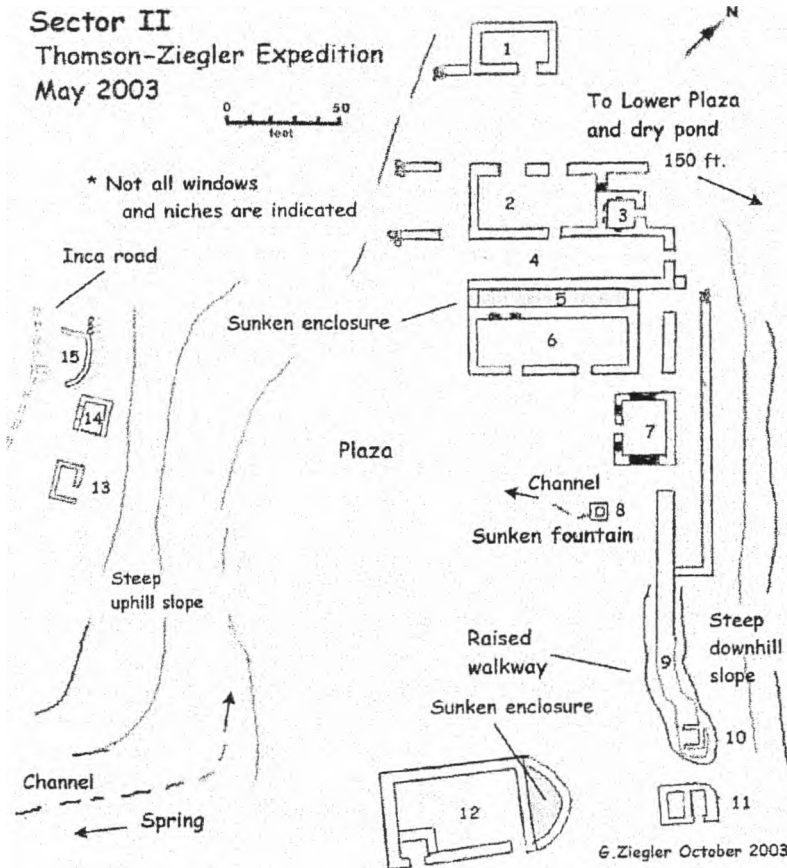 Sector II
Thomson-Ziegler Expedition
May 2003
0 50
feet
* Not all windows
and niches are indicated
N
To Lower Plaza
and dry pond
150 ft.
1
2
3
4
5
6
7
8
9
10
11
12
13
14
15
Inca road
Sunken enclosure
Plaza
Channel
Sunken fountain
Steep
uphill slope
Raised
walkway
Steep
downhill
slope
Sunken enclosure
Channel
Spring
G.Ziegler October 2003